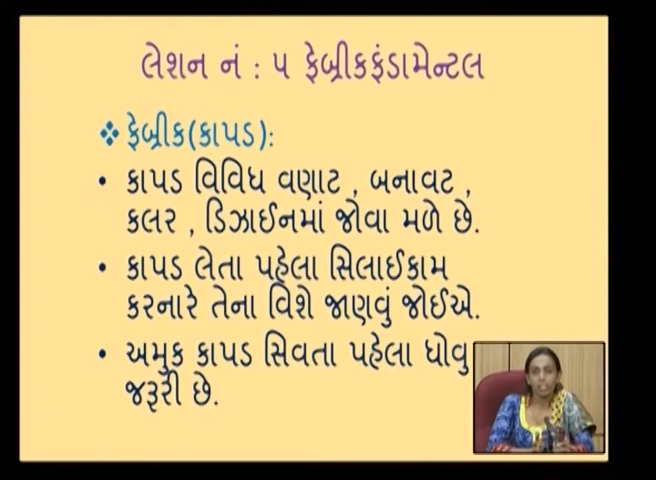 લેશન નં : ૫ ફેબ્રીકફંડામેન્ટલ
❖ ફેબ્રીક(કાપડ):
• કાપડ વિવિધ વણાટ , બનાવટ ,
કલર , ડિઝાઈનમાં જોવા મળે છે.
• કાપડ લેતા પહેલા સિલાઈકામ
કરનારે તેના વિશે જાણવું જોઈએ.
• અમુક કાપડ સિવતા પહેલા ધોવુ
જરૂરી છે.